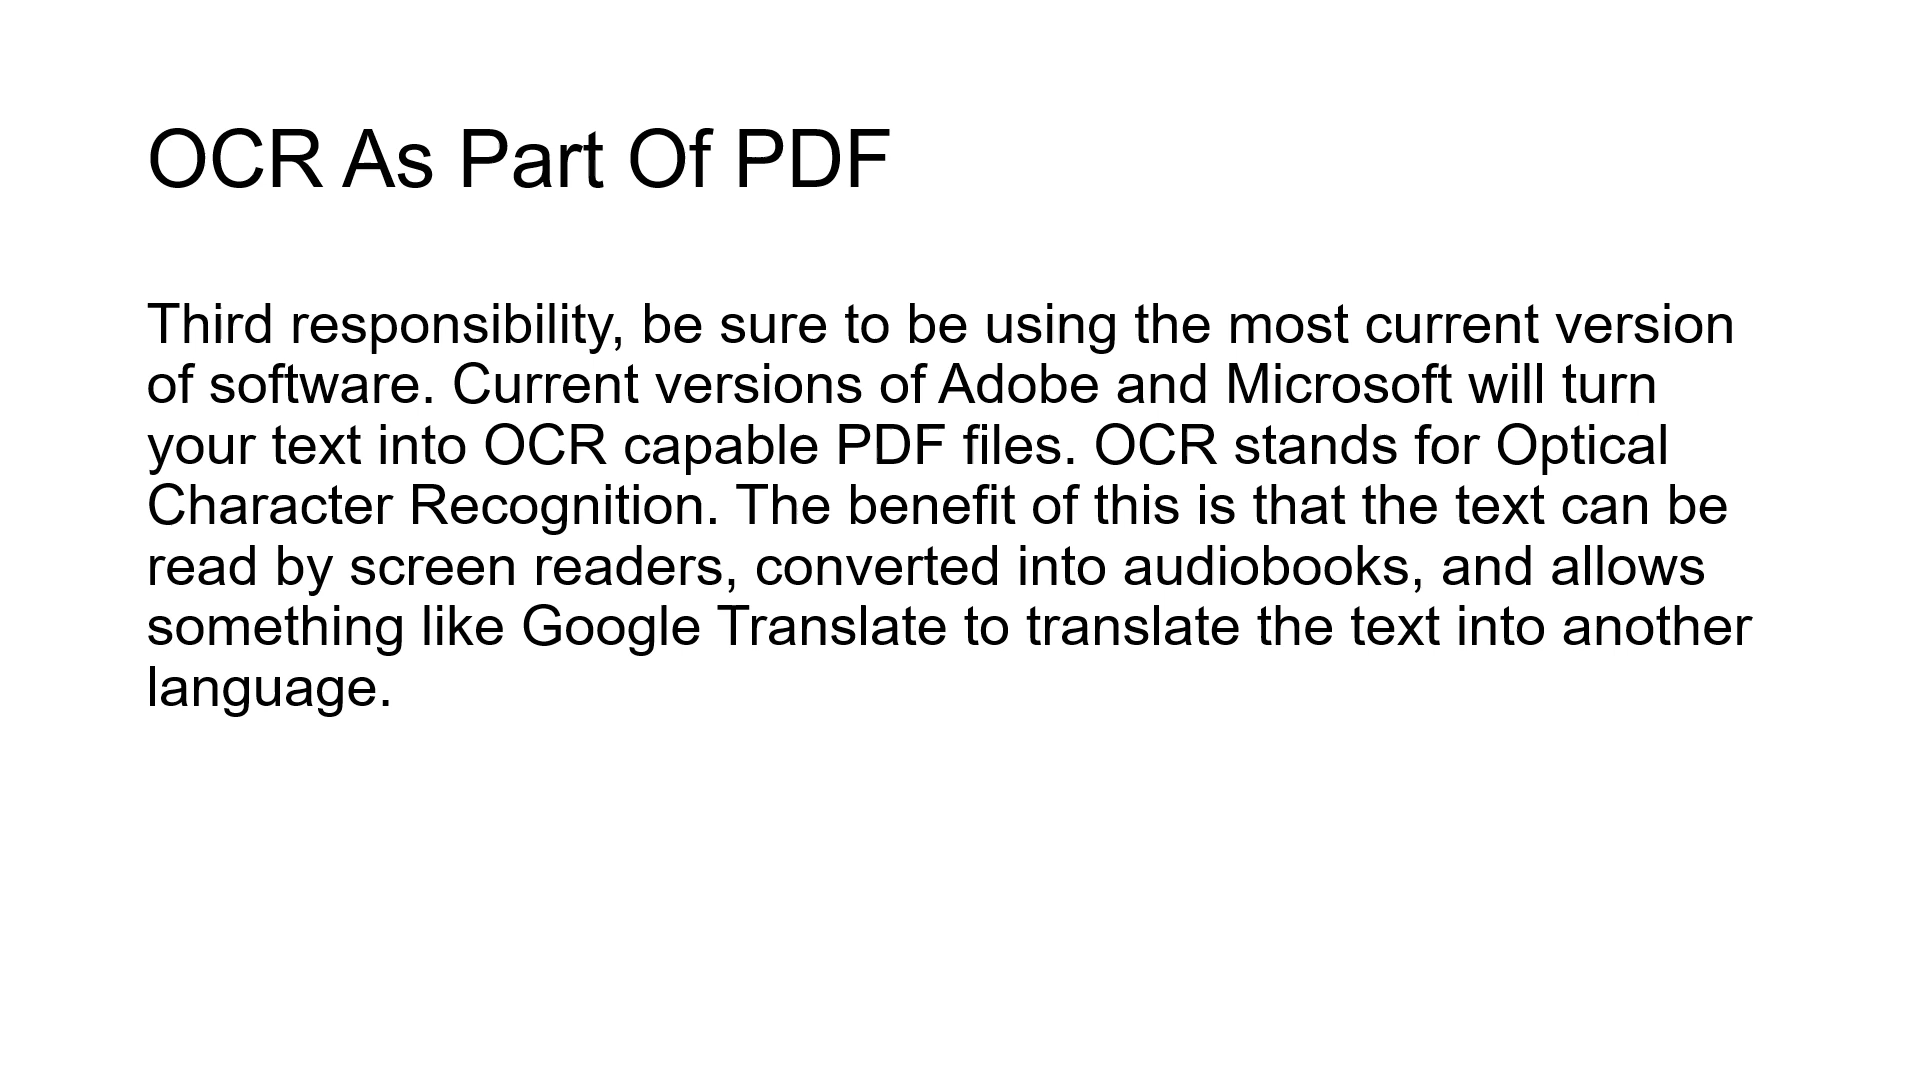 OCR As Part Of PDF
Third responsibility, be sure to be using the most current version
of software. Current versions of Adobe and Microsoft will turn
your text into OCR capable PDF files. OCR stands for Optical
Character Recognition. The benefit of this is that the text can be
read by screen readers, converted into audiobooks, and allows
something like Google Translate to translate the text into another
language.